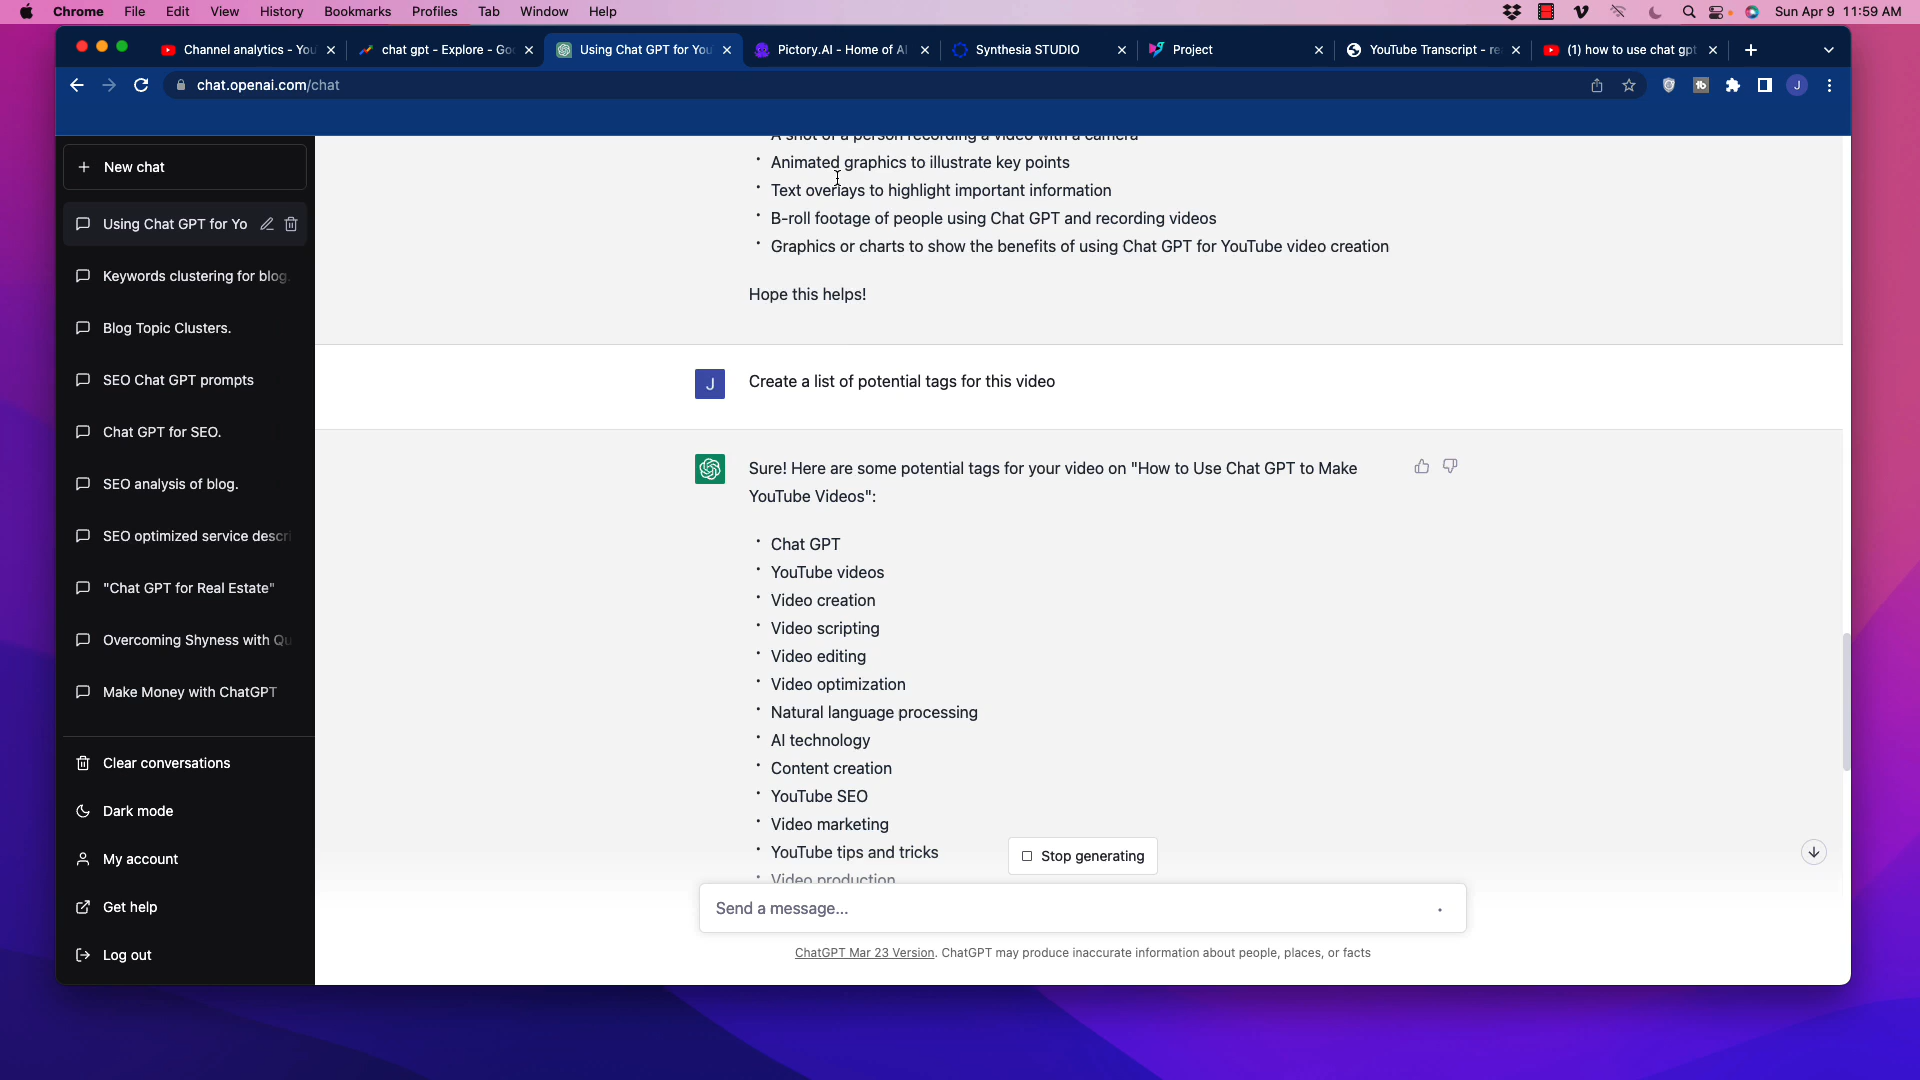 Chrome File Edit View History Bookmarks Profiles Tab Window Help Sun Apr 9 11:59 AM
Channel analytics - You chat gpt - Explore - Goo Using Chat GPT for You Pictory.AI - Home of AI Synthesia STUDIO Project YouTube Transcript - re (1) how to use chat gpt
chat.openai.com/chat tb J
New chat
Using Chat GPT for Yo
Keywords clustering for blog.
Blog Topic Clusters.
SEO Chat GPT prompts
Chat GPT for SEO.
SEO analysis of blog.
SEO optimized service descri
"Chat GPT for Real Estate"
Overcoming Shyness with Qu
Make Money with ChatGPT
Clear conversations
Dark mode
My account
Get help
Log out
A shot of a person recording a video with a camera
Animated graphics to illustrate key points
Text overlays to highlight important information
B-roll footage of people using Chat GPT and recording videos
Graphics or charts to show the benefits of using Chat GPT for YouTube video creation
Hope this helps!
J Create a list of potential tags for this video
Sure! Here are some potential tags for your video on "How to Use Chat GPT to Make
YouTube Videos":
Chat GPT
YouTube videos
Video creation
Video scripting
Video editing
Video optimization
Natural language processing
AI technology
Content creation
YouTube SEO
Video marketing
YouTube tips and tricks
Video production
Stop generating
Send a message...
ChatGPT Mar 23 Version. ChatGPT may produce inaccurate information about people, places, or facts